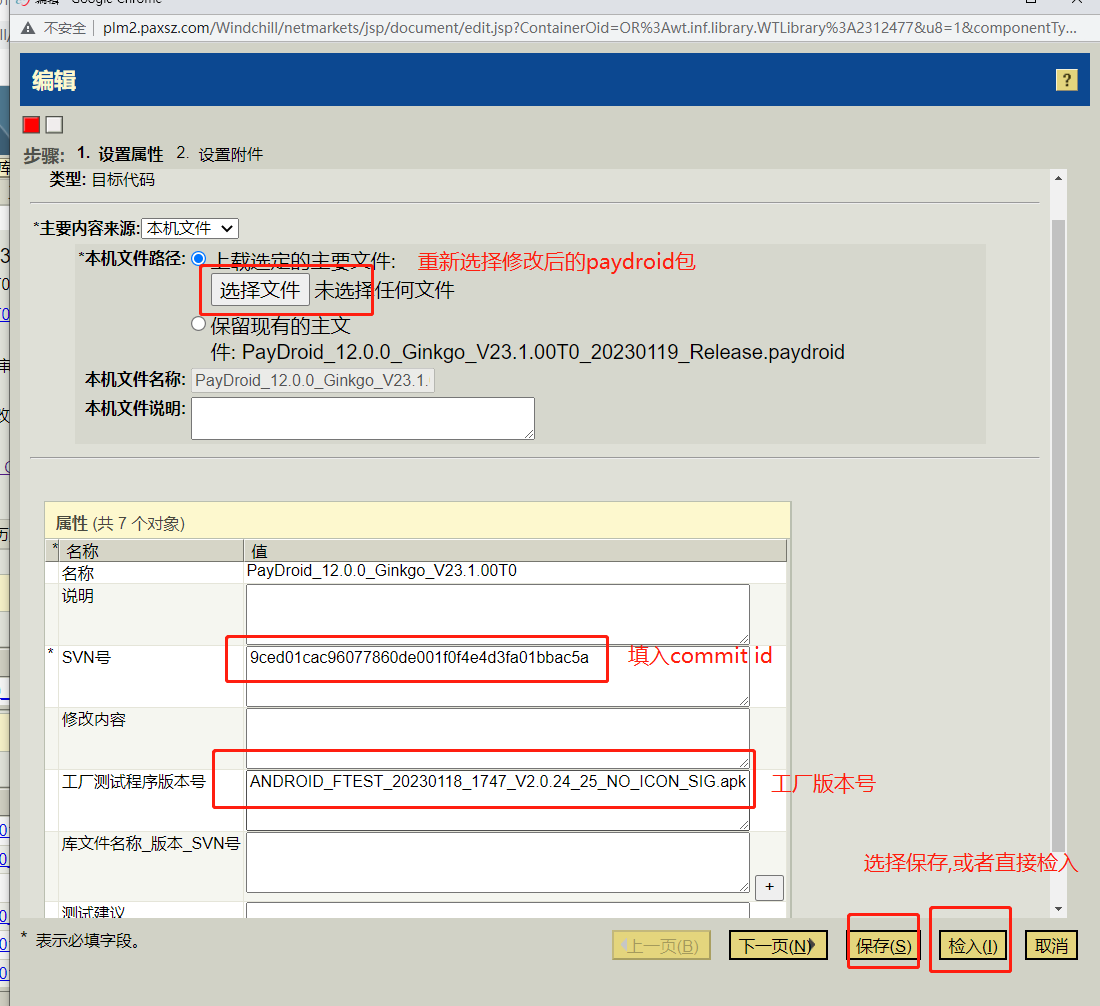 编辑 - Google Chrome
不安全 | plm2.paxsz.com/Windchill/netmarkets/jsp/document/edit.jsp?ContainerOid=OR%3Awt.inf.library.WTLibrary%3A2312477&u8=1&componentTy...
编辑
?
步骤: 1. 设置属性 2. 设置附件
类型: 目标代码
*主要内容来源: 本机文件
*本机文件路径: 上载选定的主要文件: 重新选择修改后的paydroid包
选择文件 未选择任何文件
保留现有的主文
件: PayDroid_12.0.0_Ginkgo_V23.1.00T0_20230119_Release.paydroid
本机文件名称: PayDroid_12.0.0_Ginkgo_V23.1.
本机文件说明:
属性 (共 7 个对象)
* 名称 值
名称 PayDroid_12.0.0_Ginkgo_V23.1.00T0
说明
* SVN号 9ced01cac96077860de001f0f4e4d3fa01bbac5a 填入commit id
修改内容
工厂测试程序版本号 ANDROID_FTEST_20230118_1747_V2.0.24_25_NO_ICON_SIG.apk 工厂版本号
库文件名称_版本_SVN号
+
选择保存,或者直接检入
测试建议
* 表示必填字段。
上一页(B) 下一页(N) 保存(S) 检入(I) 取消